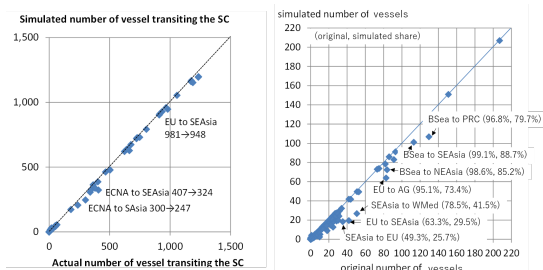 Simulated number of vessel transiting the SC
1,500
1,000
500
0
0
500
1,000
1,500
EU to SEAsia
981→948
ECNA to SEAsia 407→324
ECNA to SAsia 300→247
Actual number of vessel transiting the SC
simulated number of vessels
(original, simulated share)
220
200
180
160
140
120
100
80
60
40
20
0
0 20 40 60 80 100 120 140 160 180 200 220
BSea to PRC (96.8%, 79.7%)
BSea to SEAsia (99.1%, 88.7%)
BSea to NEAsia (98.6%, 85.2%)
EU to AG (95.1%, 73.4%)
SEAsia to WMed (78.5%, 41.5%)
EU to SEAsia (63.3%, 29.5%)
SEAsia to EU (49.3%, 25.7%)
original number of vessels